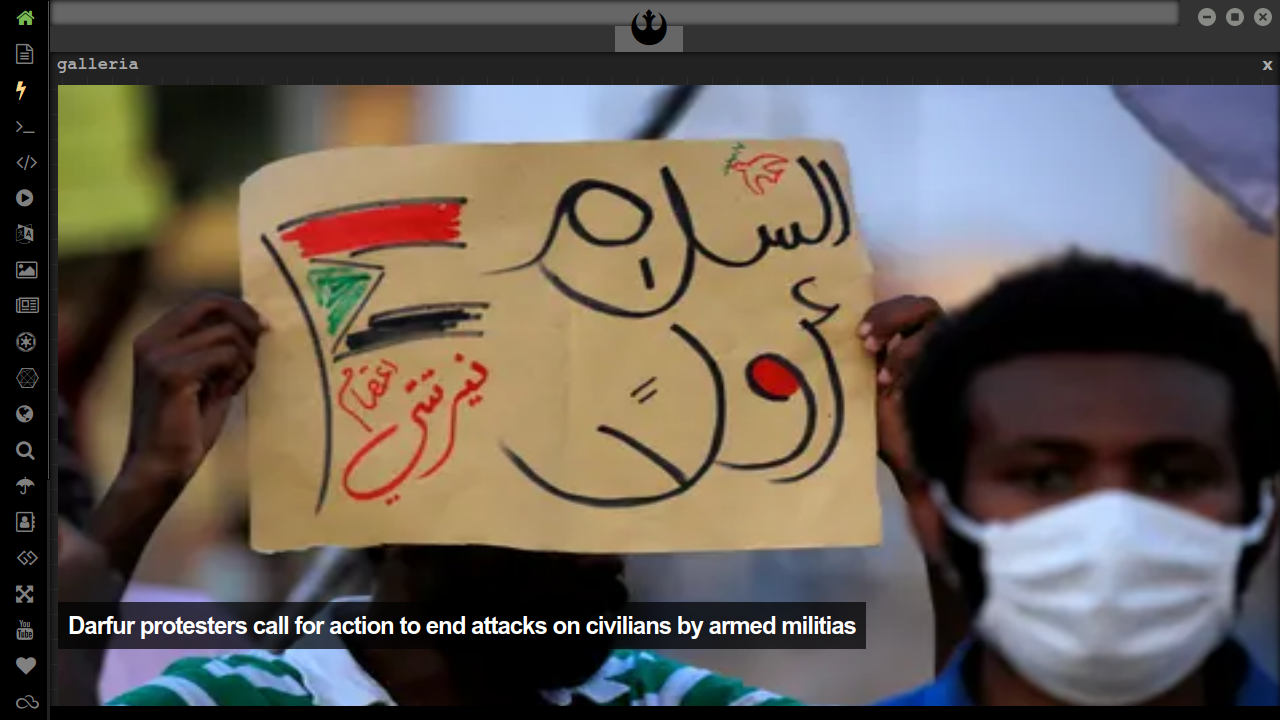 galleria
x
السلام
أولاً
اعتصام
نيرتتي
Darfur protesters call for action to end attacks on civilians by armed militias